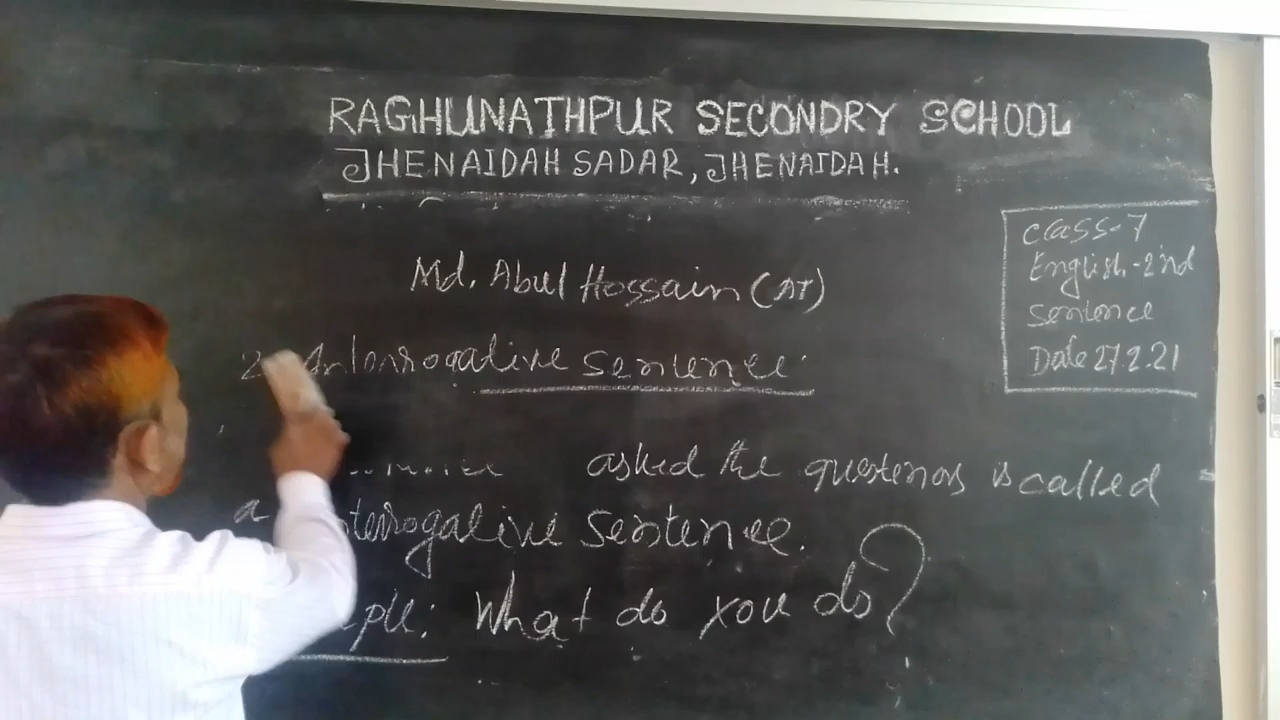 RAGHUNATHPUR SECONDRY SCHOOL
JHENAIDAH SADAR, JHENAIDAH.
Class-7
English-2nd
Sentence
Date 27.2.21
Md. Abul Hossain (AT)
2. Interrogative Sentence
asked the questions is called
a Interrogative Sentence.
ple: What do you do?